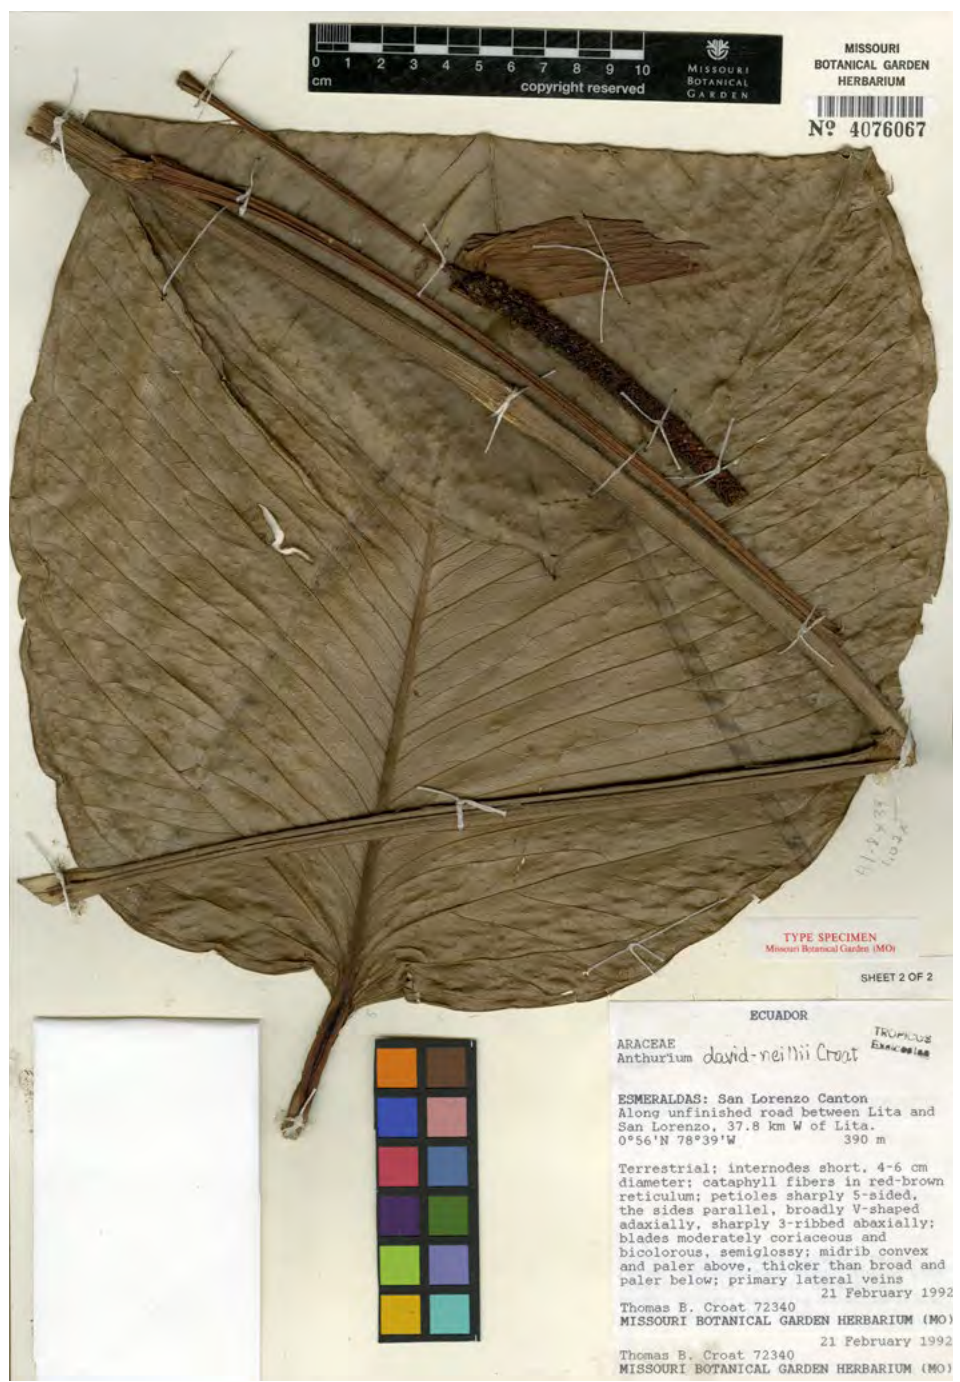 0 1 2 3 4 5 6 7 8 9 10
cm
copyright reserved
MISSOURI
BOTANICAL
GARDEN
MISSOURI
BOTANICAL GARDEN
HERBARIUM
Nº 4076067
TYPE SPECIMEN
Missouri Botanical Garden (MO)
SHEET 2 OF 2
ECUADOR
TROPICOS
Exsiccatae
ARACEAE
Anthurium david-neillii Croat
ESMERALDAS: San Lorenzo Canton
Along unfinished road between Lita and
San Lorenzo, 37.8 km W of Lita.
0°56'N 78°39'W 390 m
Terrestrial; internodes short, 4-6 cm
diameter; cataphyll fibers in red-brown
reticulum; petioles sharply 5-sided,
the sides parallel, broadly V-shaped
adaxially, sharply 3-ribbed abaxially;
blades moderately coriaceous and
bicolorous, semiglossy; midrib convex
and paler above, thicker than broad and
paler below; primary lateral veins
21 February 1992
Thomas B. Croat 72340
MISSOURI BOTANICAL GARDEN HERBARIUM (MO)
21 February 1992
Thomas B. Croat 72340
MISSOURI BOTANICAL GARDEN HERBARIUM (MO)